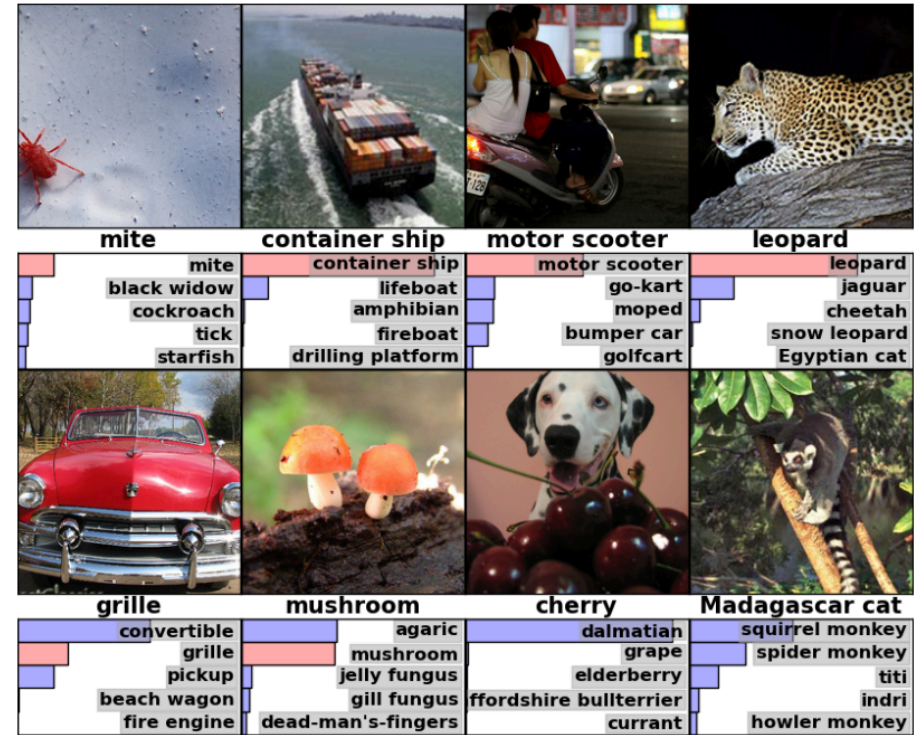 T-128
mite container ship motor scooter leopard
mite
black widow
cockroach
tick
starfish
container ship
lifeboat
amphibian
fireboat
drilling platform
motor scooter
go-kart
moped
bumper car
golfcart
leopard
jaguar
cheetah
snow leopard
Egyptian cat
grille mushroom cherry Madagascar cat
convertible
grille
pickup
beach wagon
fire engine
agaric
mushroom
jelly fungus
gill fungus
dead-man's-fingers
dalmatian
grape
elderberry
ffordshire bullterrier
currant
squirrel monkey
spider monkey
titi
indri
howler monkey